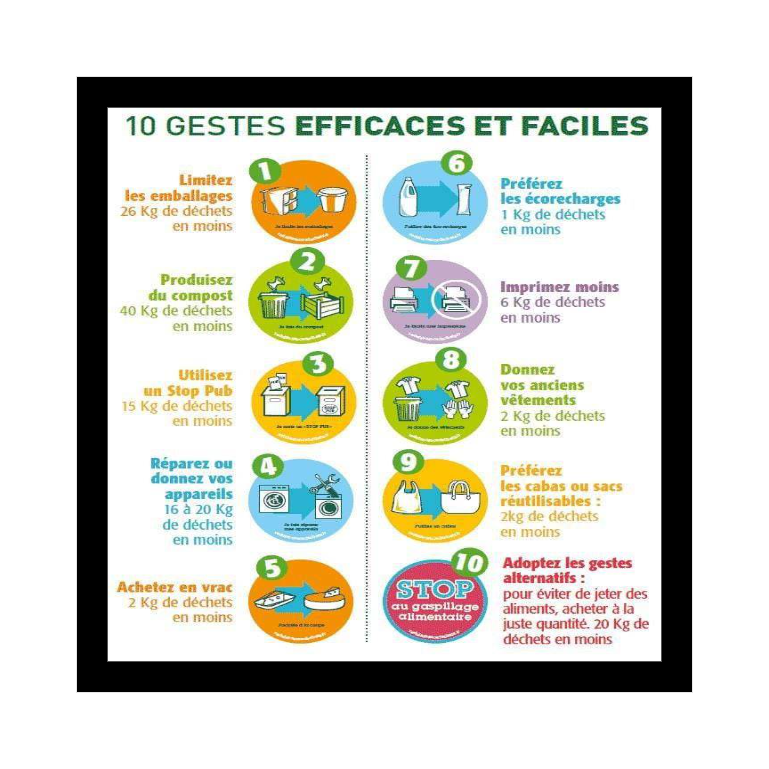 10 GESTES EFFICACES ET FACILES
1
Limitez
les emballages
26 Kg de déchets
en moins
Je limite les emballages
2
Produisez
du compost
40 Kg de déchets
en moins
Je fais du compost
3
Utilisez
un Stop Pub
15 Kg de déchets
en moins
Je mets un «STOP PUB»
4
Réparez ou
donnez vos
appareils
16 à 20 Kg
de déchets
en moins
Je fais réparer
mes appareils
5
Achetez en vrac
2 Kg de déchets
en moins
J'achète à la coupe
6
Préférez
les écorecharges
1 Kg de déchets
en moins
J'utilise des éco-recharges
7
Imprimez moins
6 Kg de déchets
en moins
Je limite mes impressions
8
Donnez
vos anciens
vêtements
2 Kg de déchets
en moins
Je donne des vêtements
9
Préférez
les cabas ou sacs
réutilisables :
2kg de déchets
en moins
J'utilise un cabas
10
STOP
au gaspillage
alimentaire
Adoptez les gestes
alternatifs :
pour éviter de jeter des
aliments, acheter à la
juste quantité. 20 Kg de
déchets en moins